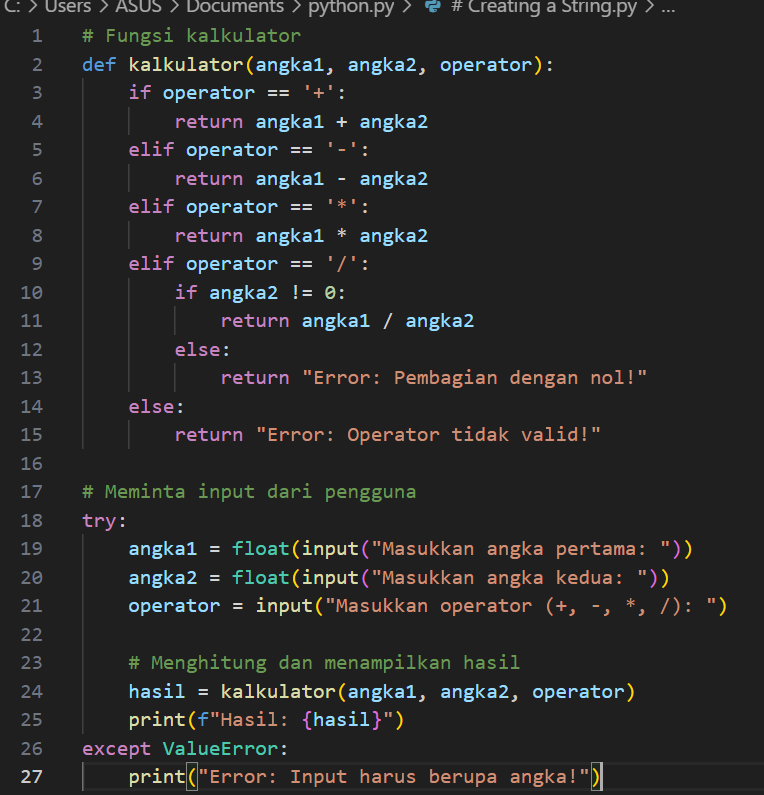 C: > Users > ASUS > Documents > python.py > # Creating a String.py > ...
1 # Fungsi kalkulator
2 def kalkulator(angka1, angka2, operator):
3     if operator == '+':
4         return angka1 + angka2
5     elif operator == '-':
6         return angka1 - angka2
7     elif operator == '*':
8         return angka1 * angka2
9     elif operator == '/':
10         if angka2 != 0:
11             return angka1 / angka2
12         else:
13             return "Error: Pembagian dengan nol!"
14     else:
15         return "Error: Operator tidak valid!"
16
17 # Meminta input dari pengguna
18 try:
19     angka1 = float(input("Masukkan angka pertama: "))
20     angka2 = float(input("Masukkan angka kedua: "))
21     operator = input("Masukkan operator (+, -, *, /): ")
22
23     # Menghitung dan menampilkan hasil
24     hasil = kalkulator(angka1, angka2, operator)
25     print(f"Hasil: {hasil}")
26 except ValueError:
27     print("Error: Input harus berupa angka!")